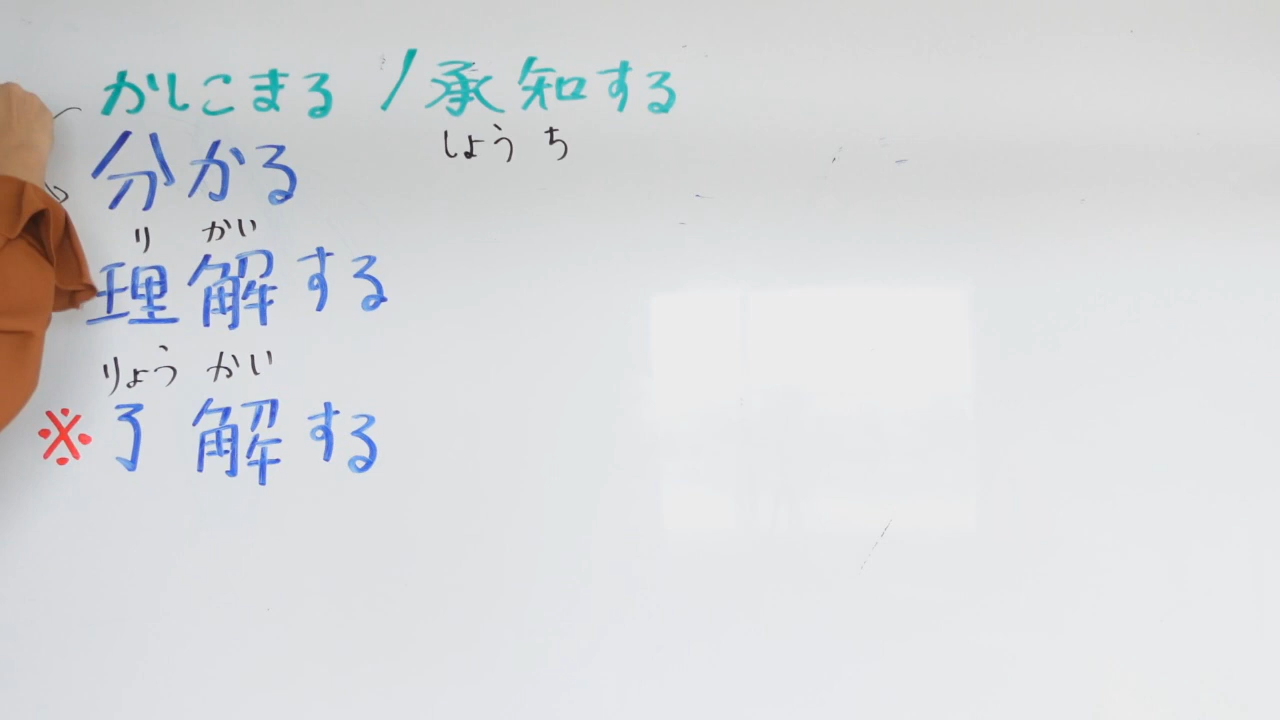 かしこまる / 承知する
しょうち
分かる
り かい
理解する
りょう かい
※了解する